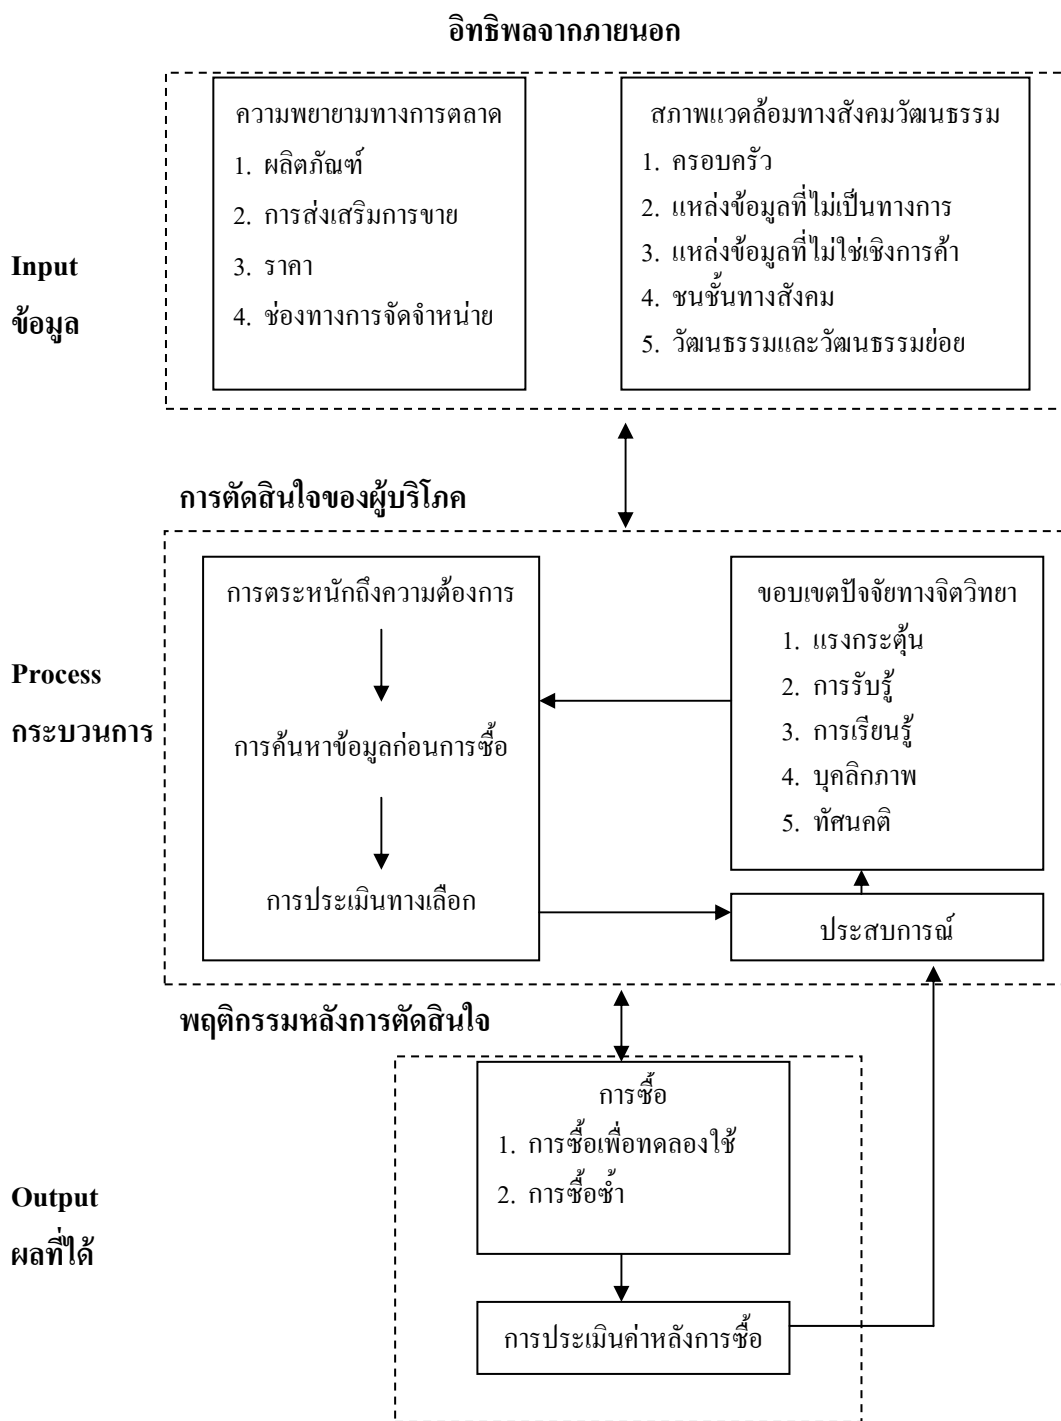 อิทธิพลจากภายนอก
ความพยายามทางการตลาด
1. ผลิตภัณฑ์
2. การส่งเสริมการขาย
3. ราคา
4. ช่องทางการจัดจำหน่าย
สภาพแวดล้อมทางสังคมวัฒนธรรม
1. ครอบครัว
2. แหล่งข้อมูลที่ไม่เป็นทางการ
3. แหล่งข้อมูลที่ไม่ใช่เชิงการค้า
4. ชนชั้นทางสังคม
5. วัฒนธรรมและวัฒนธรรมย่อย
Input
ข้อมูล
การตัดสินใจของผู้บริโภค
การตระหนักถึงความต้องการ
การค้นหาข้อมูลก่อนการซื้อ
การประเมินทางเลือก
ขอบเขตปัจจัยทางจิตวิทยา
1. แรงกระตุ้น
2. การรับรู้
3. การเรียนรู้
4. บุคลิกภาพ
5. ทัศนคติ
ประสบการณ์
Process
กระบวนการ
พฤติกรรมหลังการตัดสินใจ
การซื้อ
1. การซื้อเพื่อทดลองใช้
2. การซื้อซ้ำ
การประเมินค่าหลังการซื้อ
Output
ผลที่ได้